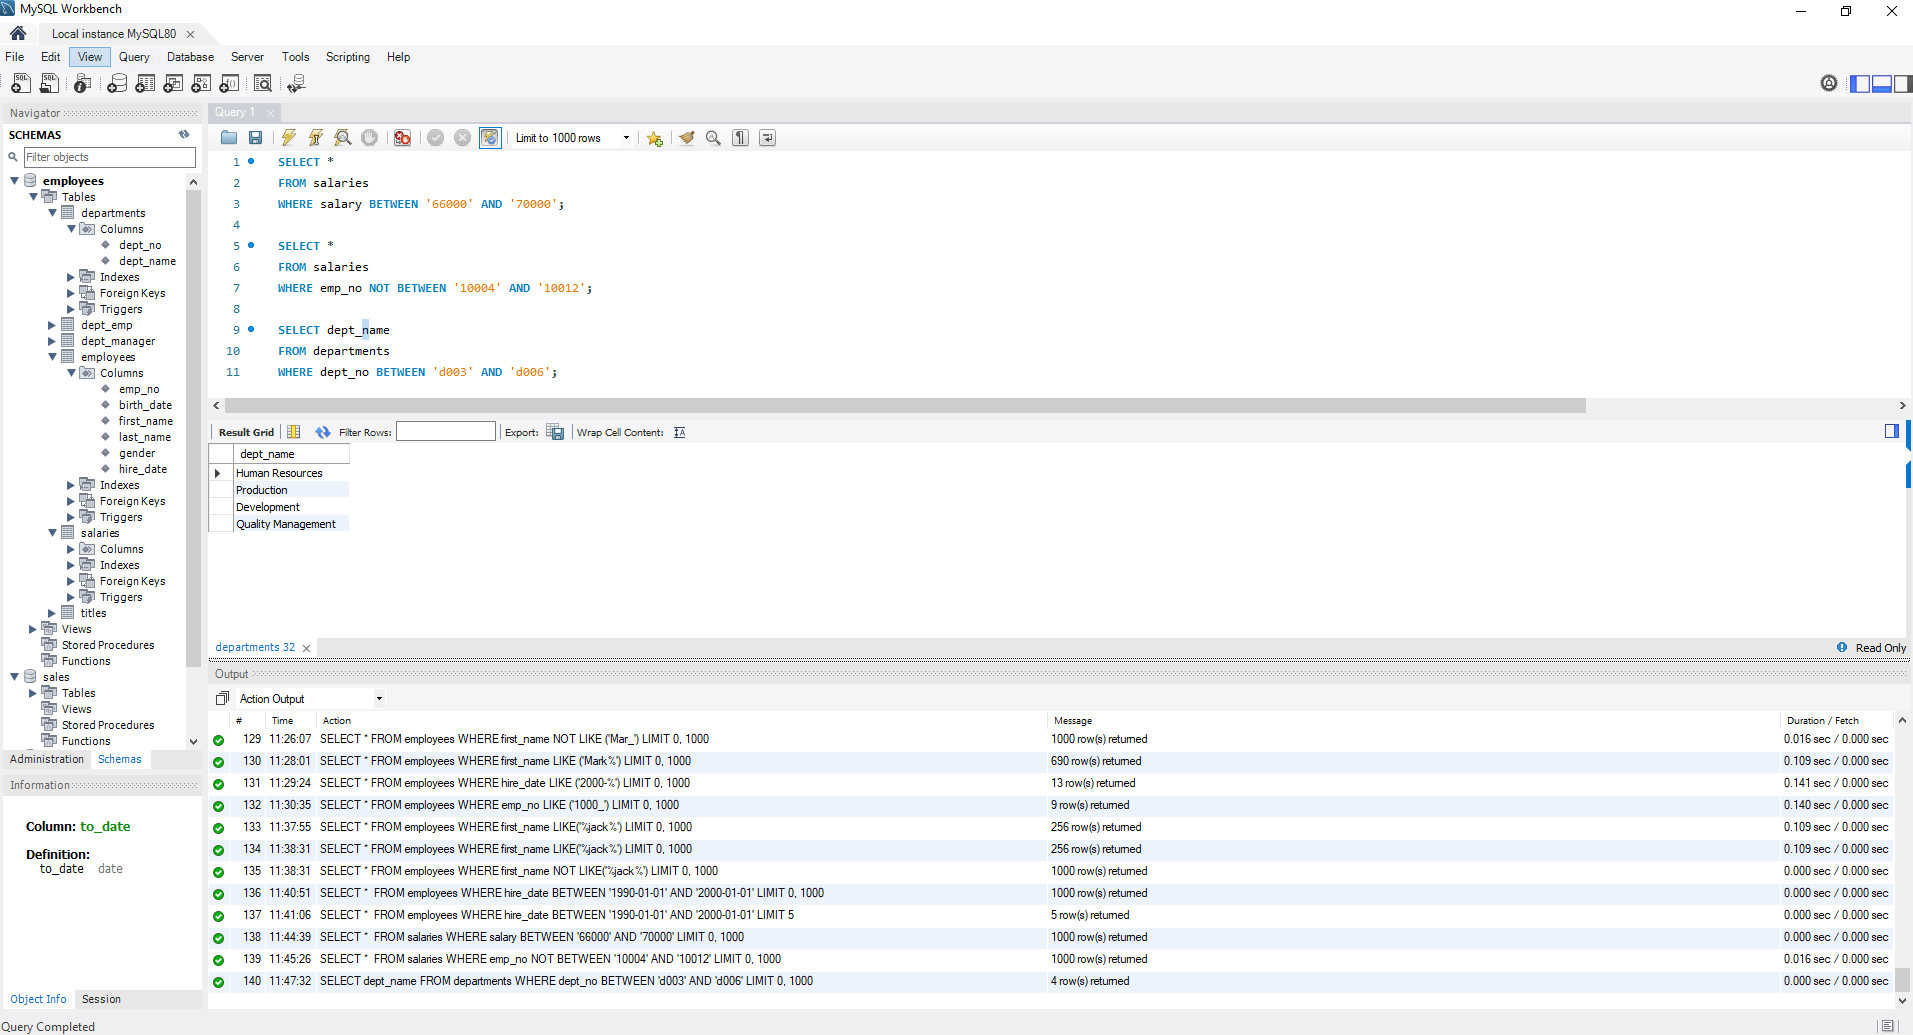 MySQL Workbench
Local instance MySQL80
File Edit View Query Database Server Tools Scripting Help
Navigator
SCHEMAS
Filter objects
employees
Tables
departments
Columns
dept_no
dept_name
Indexes
Foreign Keys
Triggers
dept_emp
dept_manager
employees
Columns
emp_no
birth_date
first_name
last_name
gender
hire_date
Indexes
Foreign Keys
Triggers
salaries
Columns
Indexes
Foreign Keys
Triggers
titles
Views
Stored Procedures
Functions
sales
Tables
Views
Stored Procedures
Functions
Administration Schemas
Information
Column: to_date
Definition:
to_date date
Object Info Session
Query 1
Limit to 1000 rows
1 SELECT *
2 FROM salaries
3 WHERE salary BETWEEN '66000' AND '70000';
4
5 SELECT *
6 FROM salaries
7 WHERE emp_no NOT BETWEEN '10004' AND '10012';
8
9 SELECT dept_name
10 FROM departments
11 WHERE dept_no BETWEEN 'd003' AND 'd006';
Result Grid Filter Rows: Export: Wrap Cell Content:
dept_name
Human Resources
Production
Development
Quality Management
departments 32 Read Only
Output
Action Output
# Time Action Message Duration / Fetch
129 11:26:07 SELECT * FROM employees WHERE first_name NOT LIKE ('Mar_') LIMIT 0, 1000 1000 row(s) returned 0.016 sec / 0.000 sec
130 11:28:01 SELECT * FROM employees WHERE first_name LIKE ('Mark%') LIMIT 0, 1000 690 row(s) returned 0.109 sec / 0.000 sec
131 11:29:24 SELECT * FROM employees WHERE hire_date LIKE ('2000-%') LIMIT 0, 1000 13 row(s) returned 0.141 sec / 0.000 sec
132 11:30:35 SELECT * FROM employees WHERE emp_no LIKE ('1000_') LIMIT 0, 1000 9 row(s) returned 0.140 sec / 0.000 sec
133 11:37:55 SELECT * FROM employees WHERE first_name LIKE('%jack%') LIMIT 0, 1000 256 row(s) returned 0.109 sec / 0.000 sec
134 11:38:31 SELECT * FROM employees WHERE first_name LIKE('%jack%') LIMIT 0, 1000 256 row(s) returned 0.109 sec / 0.000 sec
135 11:38:31 SELECT * FROM employees WHERE first_name NOT LIKE('%jack%') LIMIT 0, 1000 1000 row(s) returned 0.000 sec / 0.000 sec
136 11:40:51 SELECT * FROM employees WHERE hire_date BETWEEN '1990-01-01' AND '2000-01-01' LIMIT 0, 1000 1000 row(s) returned 0.000 sec / 0.000 sec
137 11:41:06 SELECT * FROM employees WHERE hire_date BETWEEN '1990-01-01' AND '2000-01-01' LIMIT 5 5 row(s) returned 0.000 sec / 0.000 sec
138 11:44:39 SELECT * FROM salaries WHERE salary BETWEEN '66000' AND '70000' LIMIT 0, 1000 1000 row(s) returned 0.000 sec / 0.000 sec
139 11:45:26 SELECT * FROM salaries WHERE emp_no NOT BETWEEN '10004' AND '10012' LIMIT 0, 1000 1000 row(s) returned 0.016 sec / 0.000 sec
140 11:47:32 SELECT dept_name FROM departments WHERE dept_no BETWEEN 'd003' AND 'd006' LIMIT 0, 1000 4 row(s) returned 0.000 sec / 0.000 sec
Query Completed